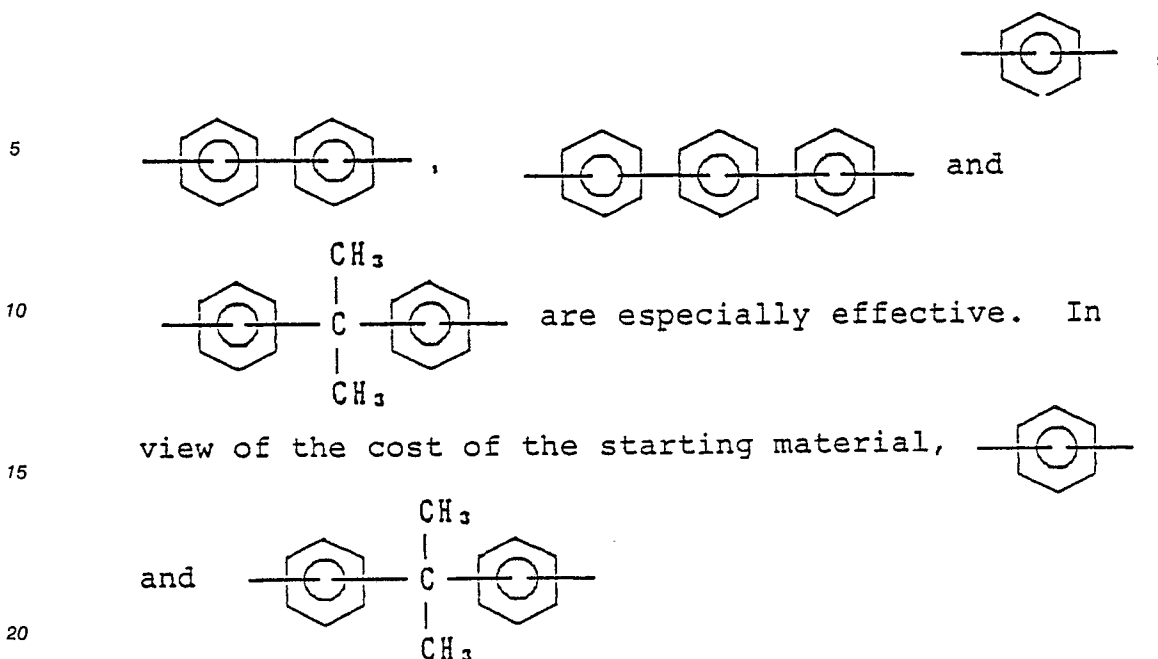 ,
5 , and
CH3
10 C are especially effective. In
CH3
view of the cost of the starting material,
15
CH3
and C
20 CH3